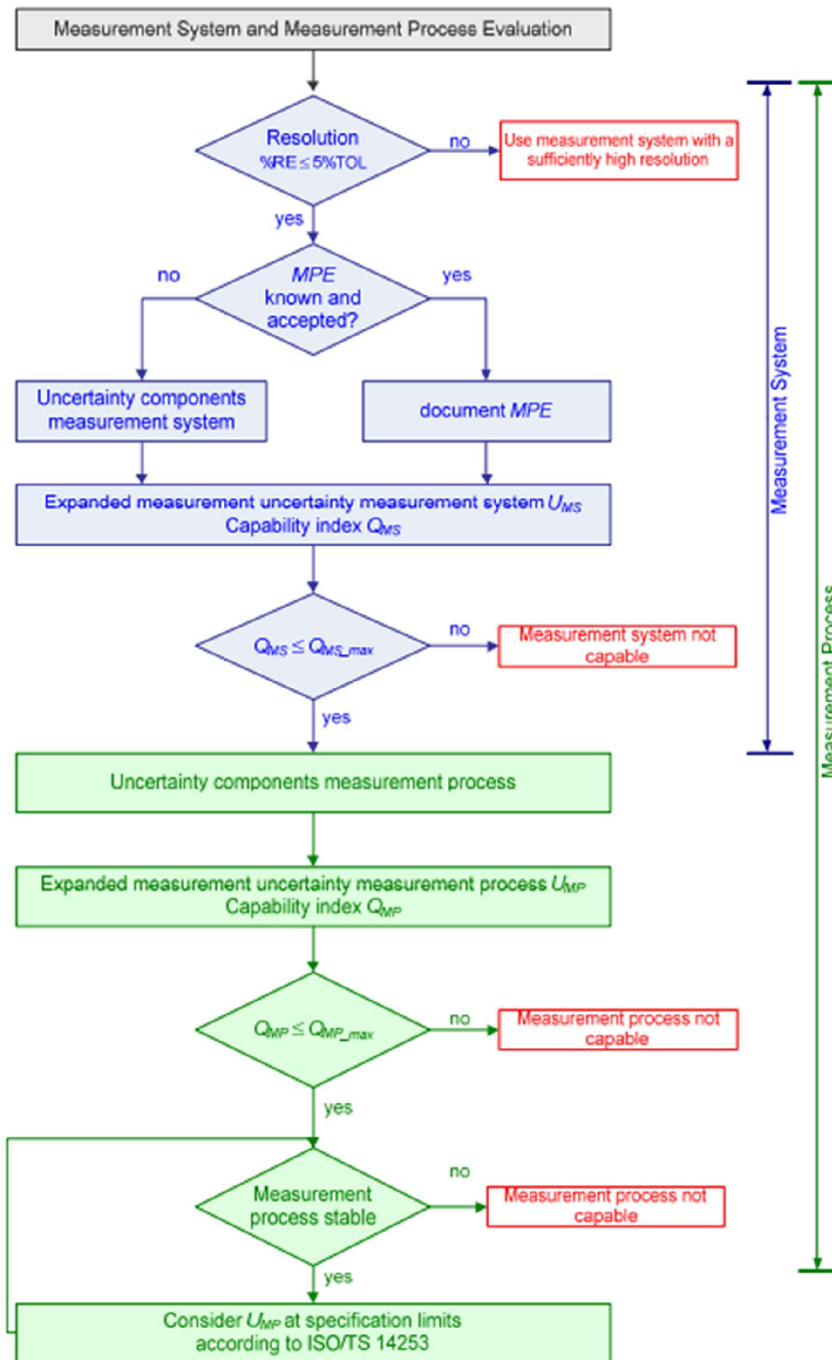 Measurement System and Measurement Process Evaluation
Resolution
%RE ≤ 5%TOL
no
Use measurement system with a
sufficiently high resolution
yes
no
MPE
known and
accepted?
yes
Uncertainty components
measurement system
document MPE
Expanded measurement uncertainty measurement system U_MS
Capability index Q_MS
Q_MS ≤ Q_MS_max
no
Measurement system not
capable
yes
Measurement System
Uncertainty components measurement process
Expanded measurement uncertainty measurement process U_MP
Capability index Q_MP
Q_MP ≤ Q_MP_max
no
Measurement process not
capable
yes
Measurement
process stable
no
Measurement process not
capable
yes
Consider U_MP at specification limits
according to ISO/TS 14253
Measurement Process